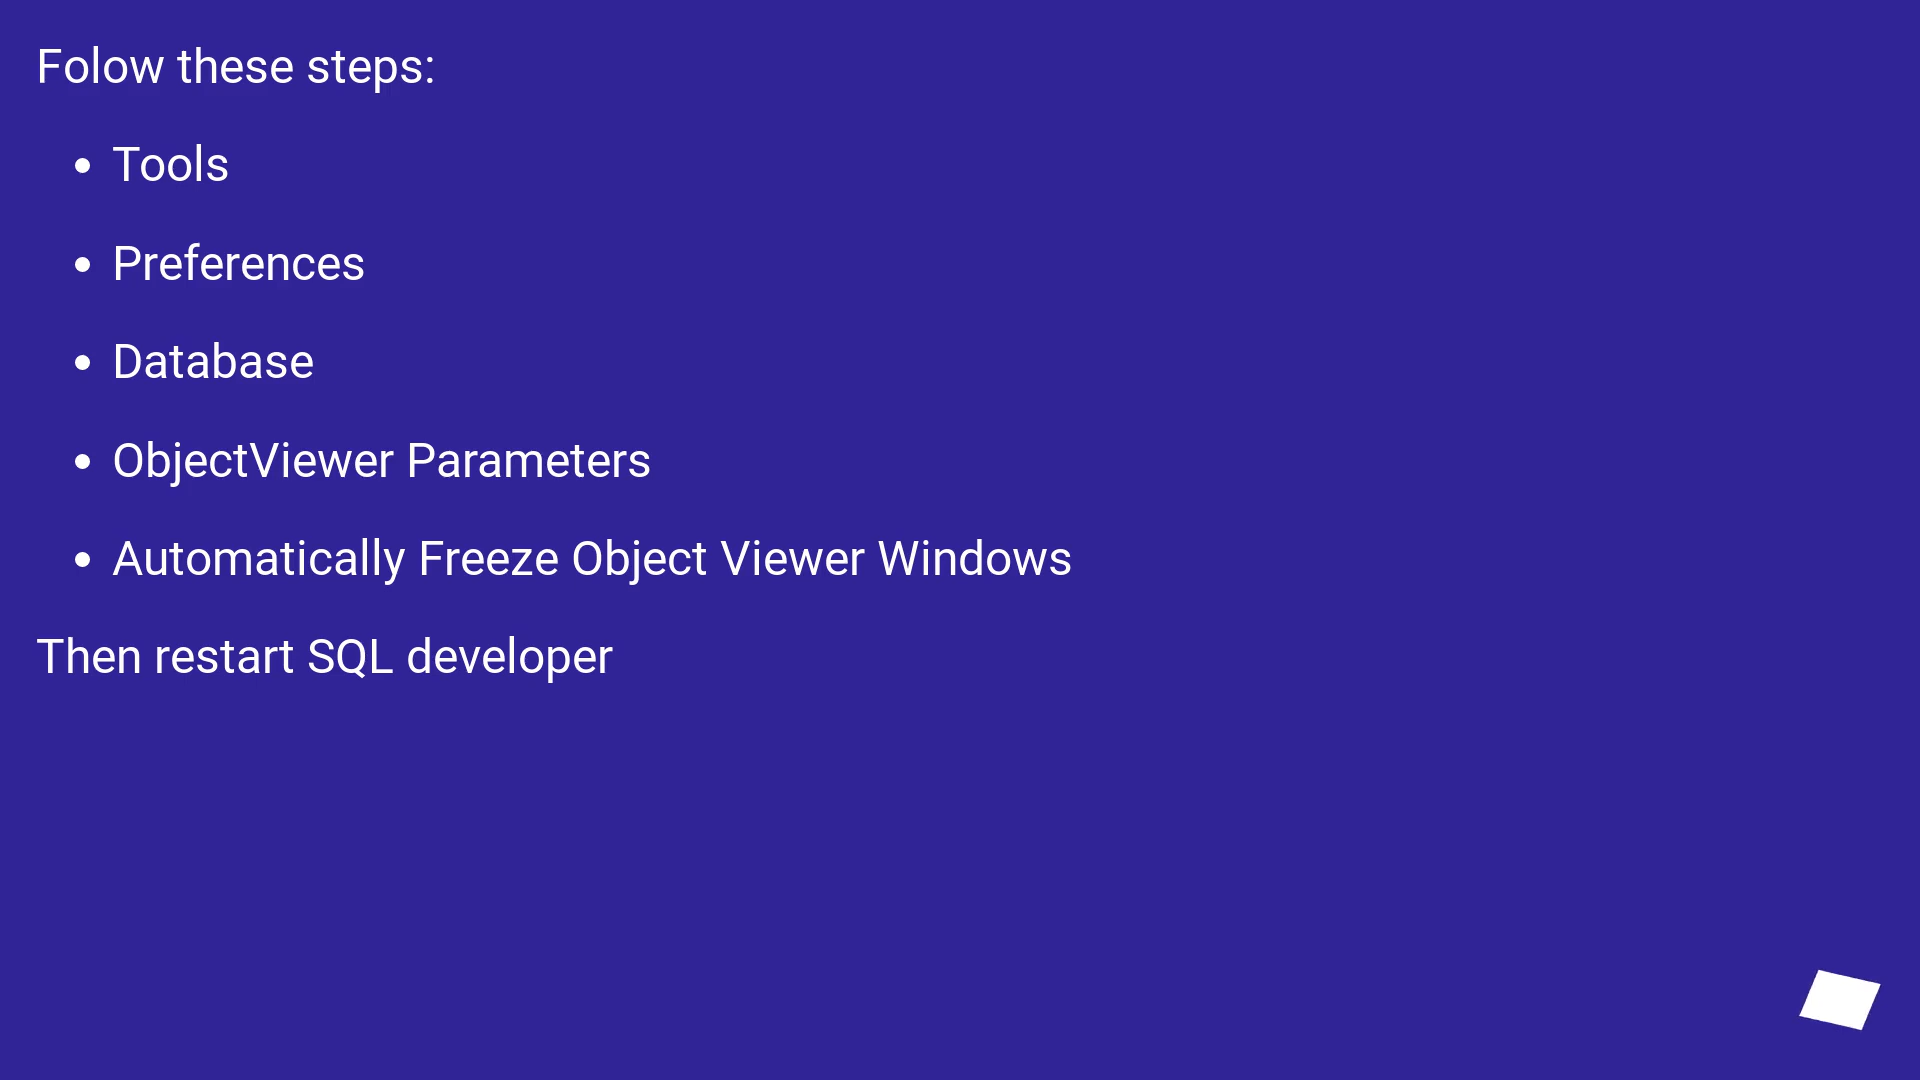 Folow these steps:
• Tools
• Preferences
• Database
• ObjectViewer Parameters
• Automatically Freeze Object Viewer Windows
Then restart SQL developer